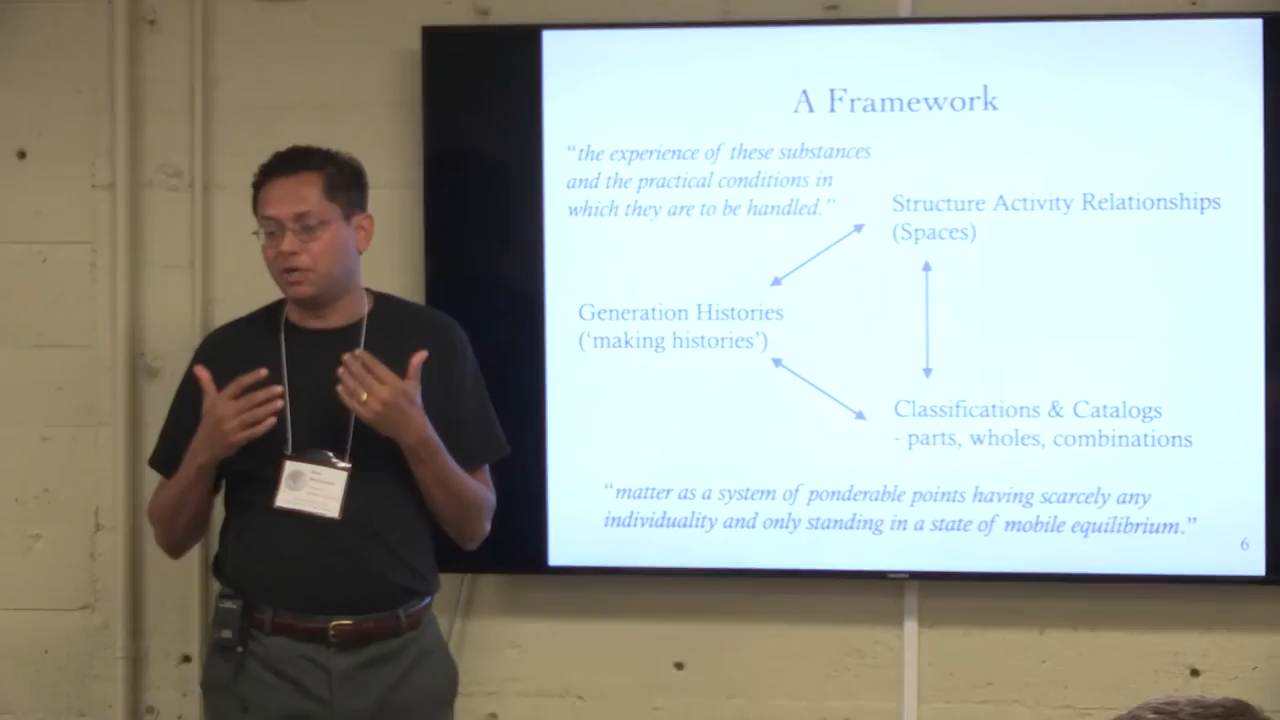 A Framework
“the experience of these substances
and the practical conditions in
which they are to be handled.”
Structure Activity Relationships
(Spaces)
Generation Histories
(‘making histories’)
Classifications & Catalogs
- parts, wholes, combinations
“matter as a system of ponderable points having scarcely any
individuality and only standing in a state of mobile equilibrium.”
6